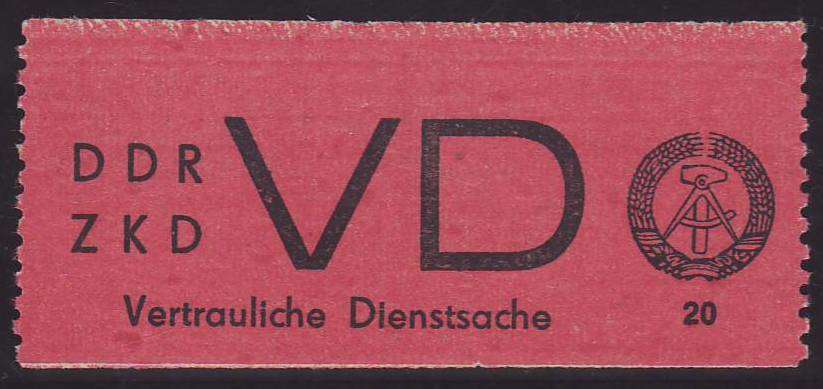 DDR
ZKD
VD
Vertrauliche Dienstsache
20